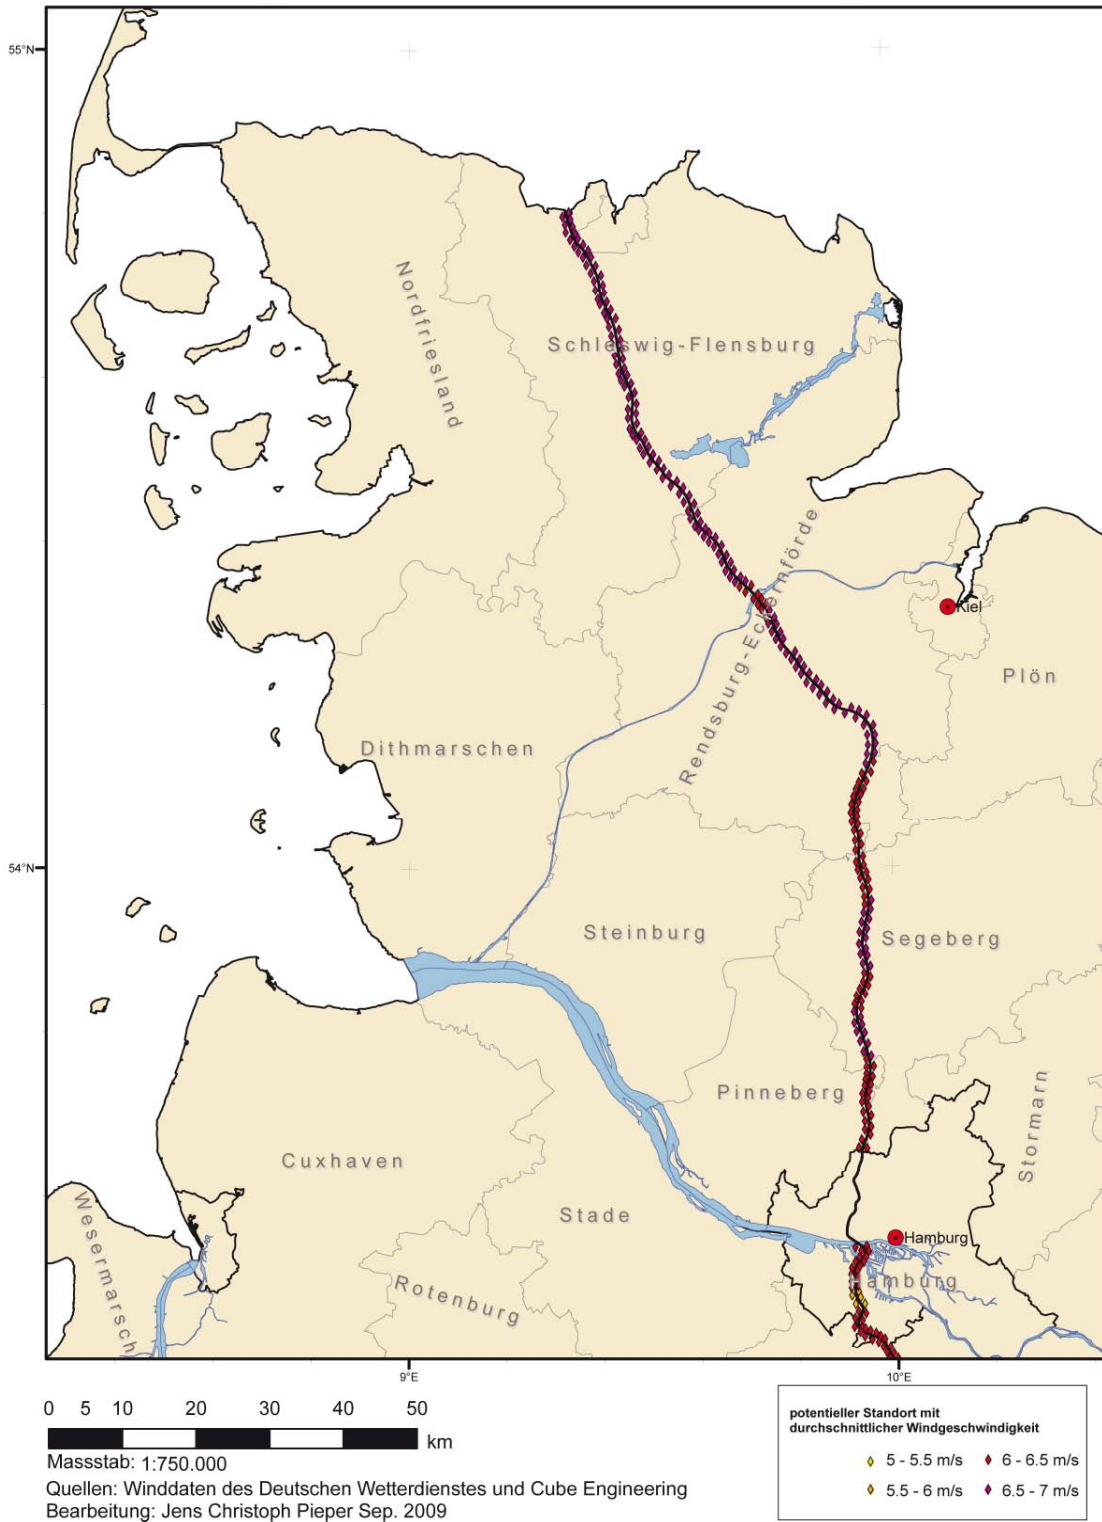 55°N
Nordfriesland
Schleswig-Flensburg
Rendsburg-Eckernförde
Kiel
Plön
Dithmarschen
54°N
Steinburg
Segeberg
Pinneberg
Stormarn
Cuxhaven
Stade
Wesermarsch
Rotenburg
Hamburg
Hamburg
9°E
10°E
0 5 10 20 30 40 50
km
Massstab: 1:750.000
Quellen: Winddaten des Deutschen Wetterdienstes und Cube Engineering
Bearbeitung: Jens Christoph Pieper Sep. 2009
potentieller Standort mit
durchschnittlicher Windgeschwindigkeit
5 - 5.5 m/s 6 - 6.5 m/s
5.5 - 6 m/s 6.5 - 7 m/s